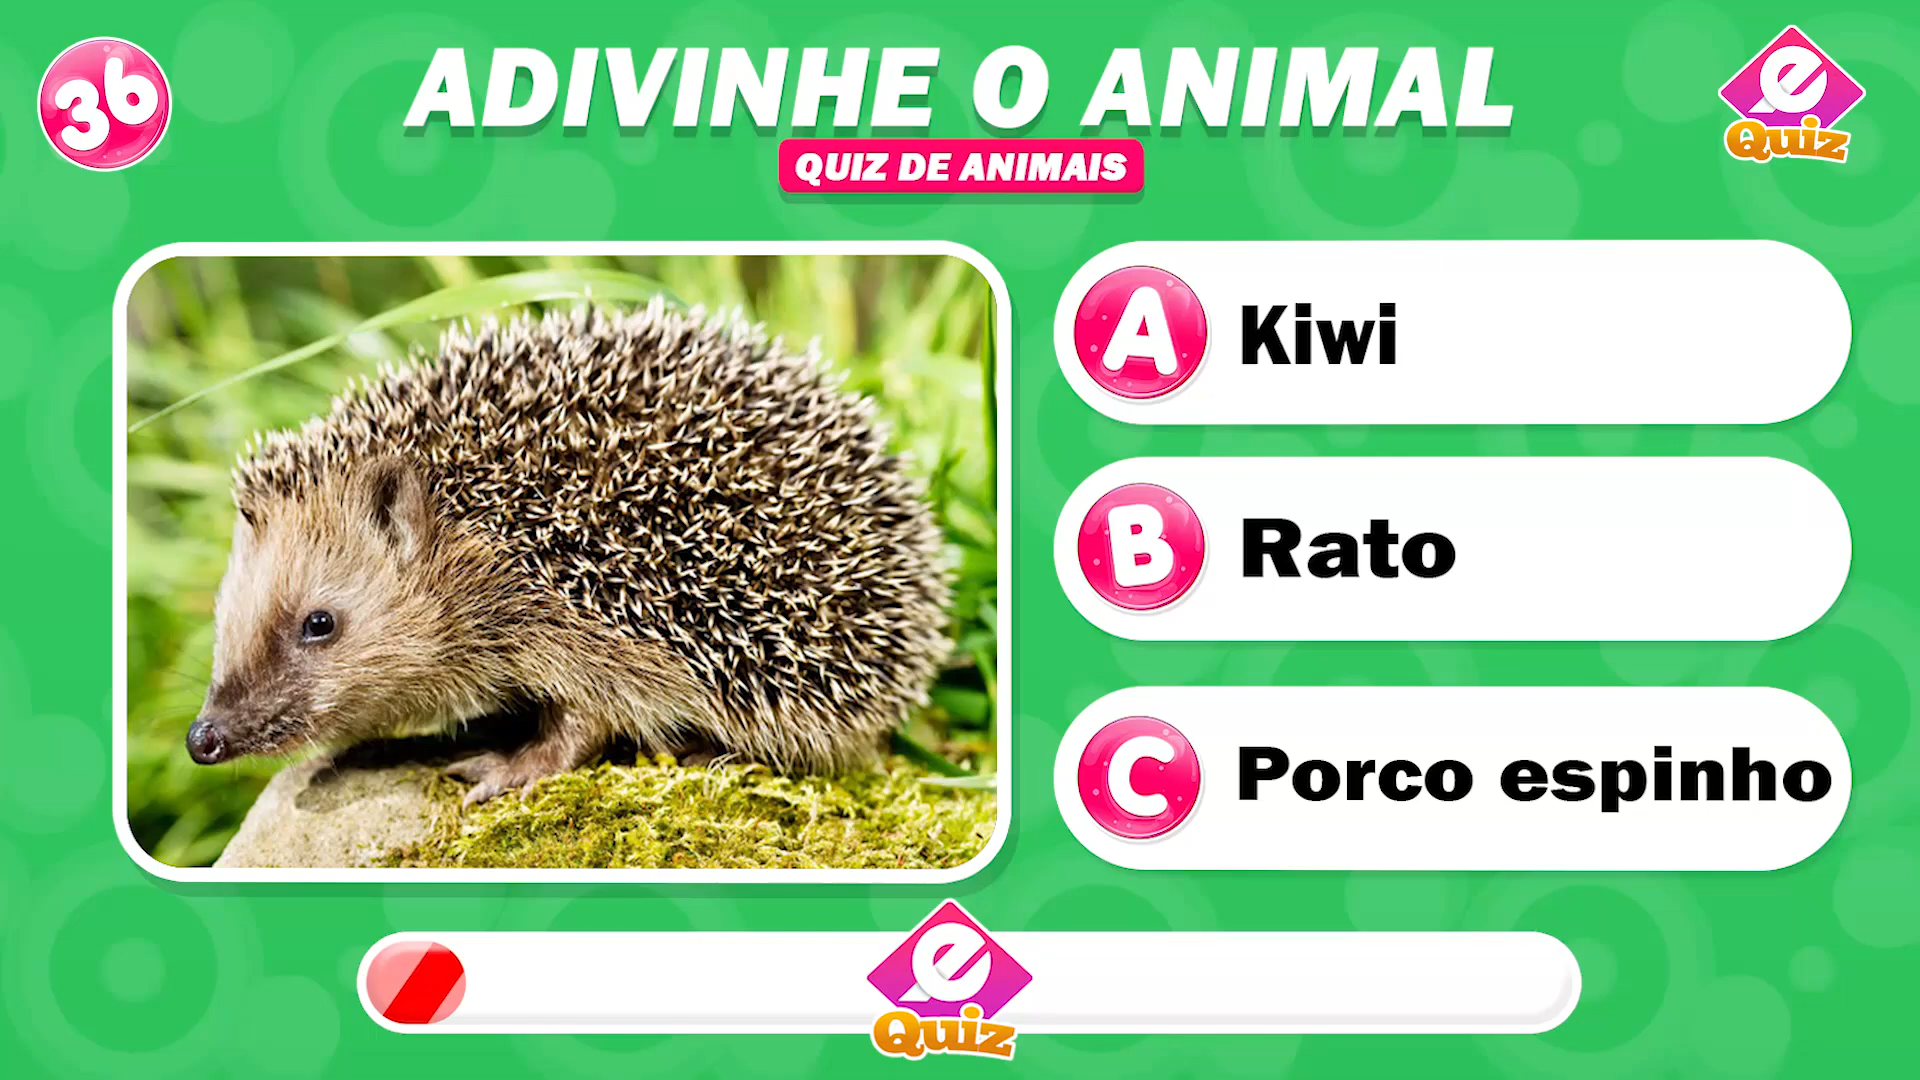 36
ADIVINHE O ANIMAL
QUIZ DE ANIMAIS
e Quiz
A Kiwi
B Rato
C Porco espinho
e Quiz